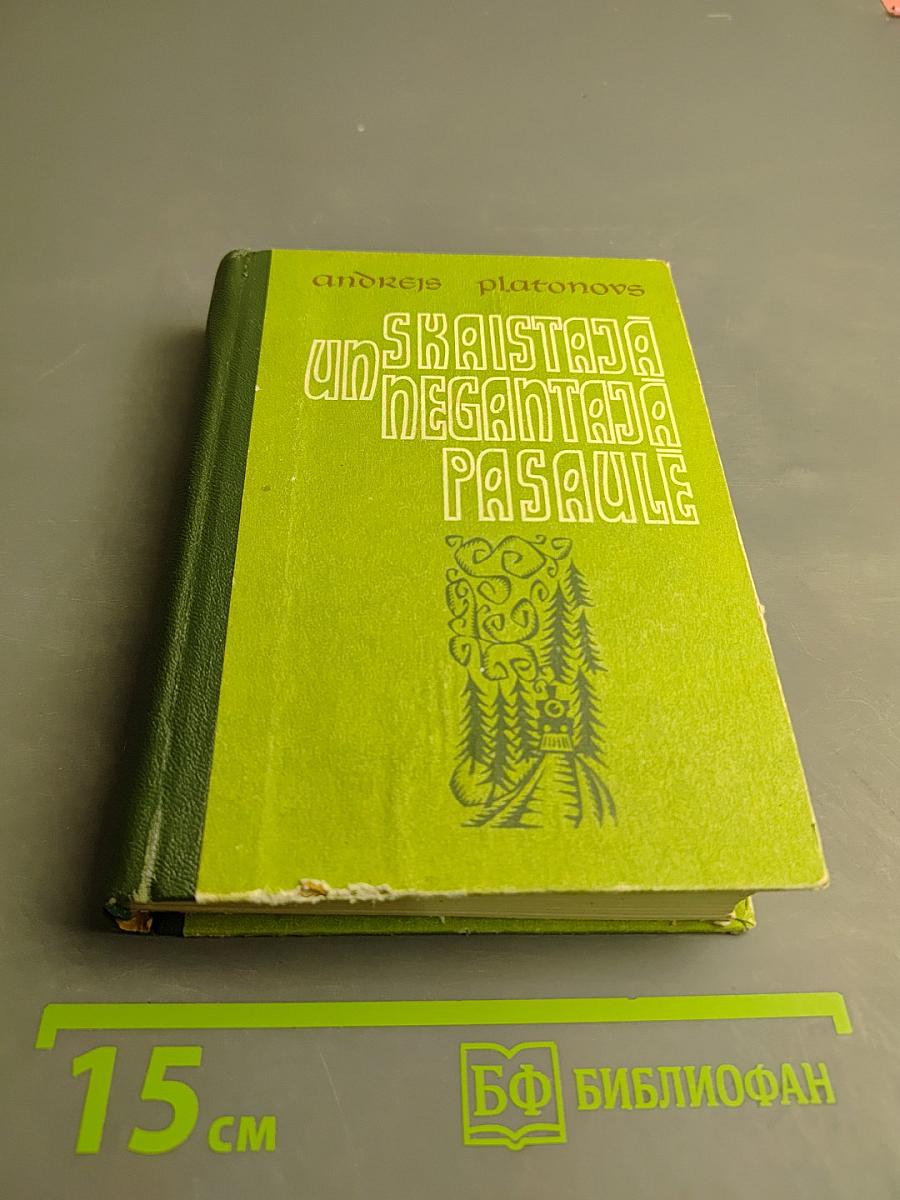 andrejs platonovs
SKAISTAJĀ
un NEGANTAJĀ
PASAULĒ
15 см
БФ БИБЛИОФАН